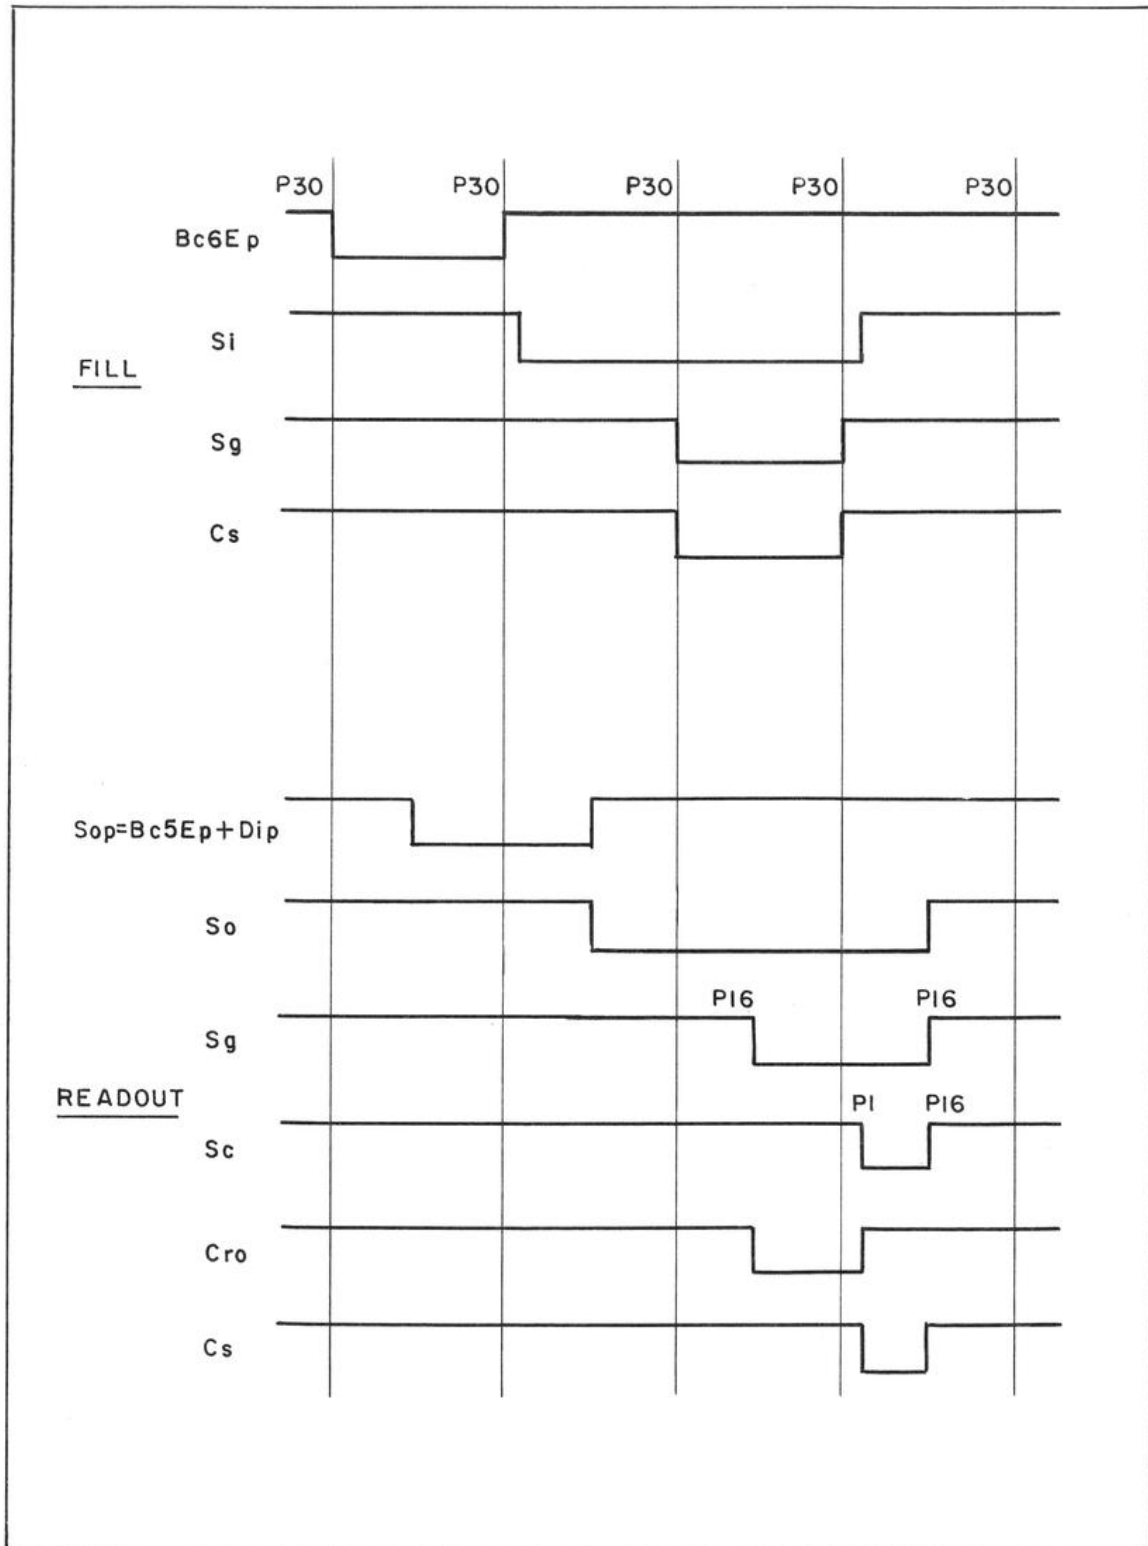 P30 P30 P30 P30 P30
Bc6Ep
Si
FILL
Sg
Cs
Sop=Bc5Ep+Dip
So
P16 P16
Sg
READOUT
P1 P16
Sc
Cro
Cs